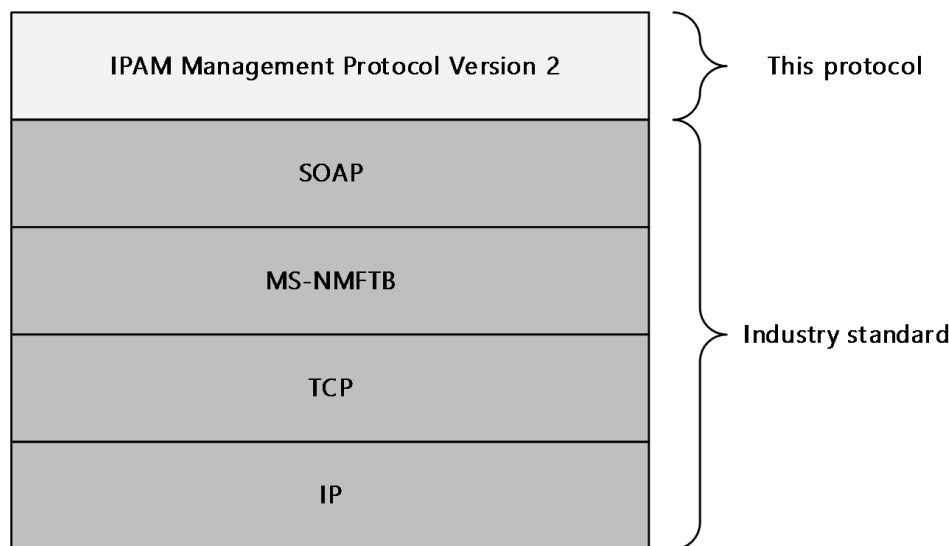 IPAM Management Protocol Version 2
This protocol
SOAP
MS-NMFTB
Industry standard
TCP
IP